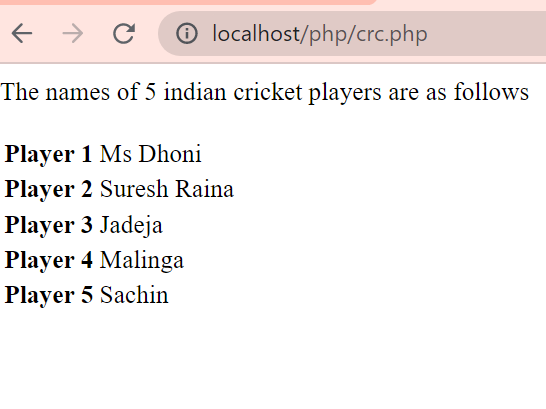 localhost/php/crc.php
The names of 5 indian cricket players are as follows
Player 1 Ms Dhoni
Player 2 Suresh Raina
Player 3 Jadeja
Player 4 Malinga
Player 5 Sachin